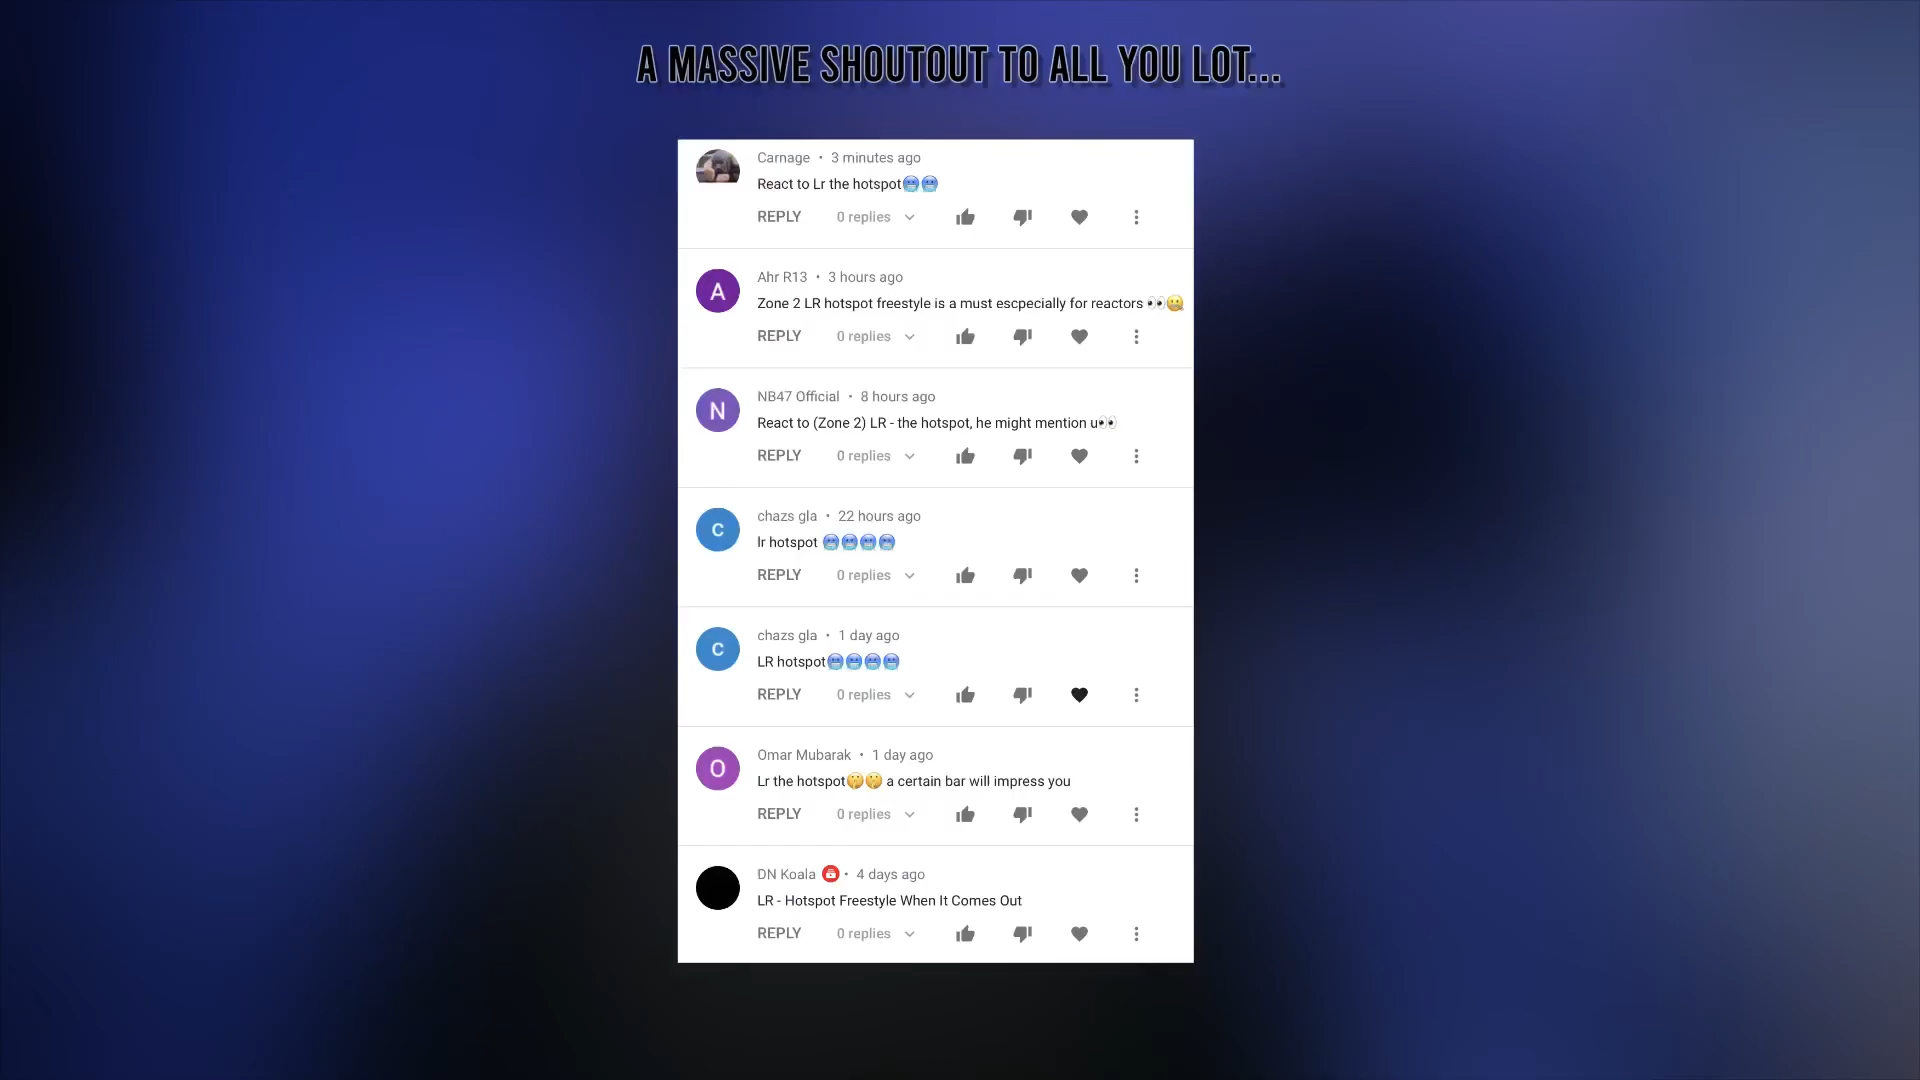 A MASSIVE SHOUTOUT TO ALL YOU LOT...
Carnage • 3 minutes ago
React to Lr the hotspot🥶🥶
REPLY 0 replies
A
Ahr R13 • 3 hours ago
Zone 2 LR hotspot freestyle is a must escpecially for reactors 👀🤐
REPLY 0 replies
N
NB47 Official • 8 hours ago
React to (Zone 2) LR - the hotspot, he might mention u👀
REPLY 0 replies
c
chazs gla • 22 hours ago
lr hotspot 🥶🥶🥶🥶
REPLY 0 replies
c
chazs gla • 1 day ago
LR hotspot🥶🥶🥶🥶
REPLY 0 replies
O
Omar Mubarak • 1 day ago
Lr the hotspot🤫🤫 a certain bar will impress you
REPLY 0 replies
DN Koala • 4 days ago
LR - Hotspot Freestyle When It Comes Out
REPLY 0 replies